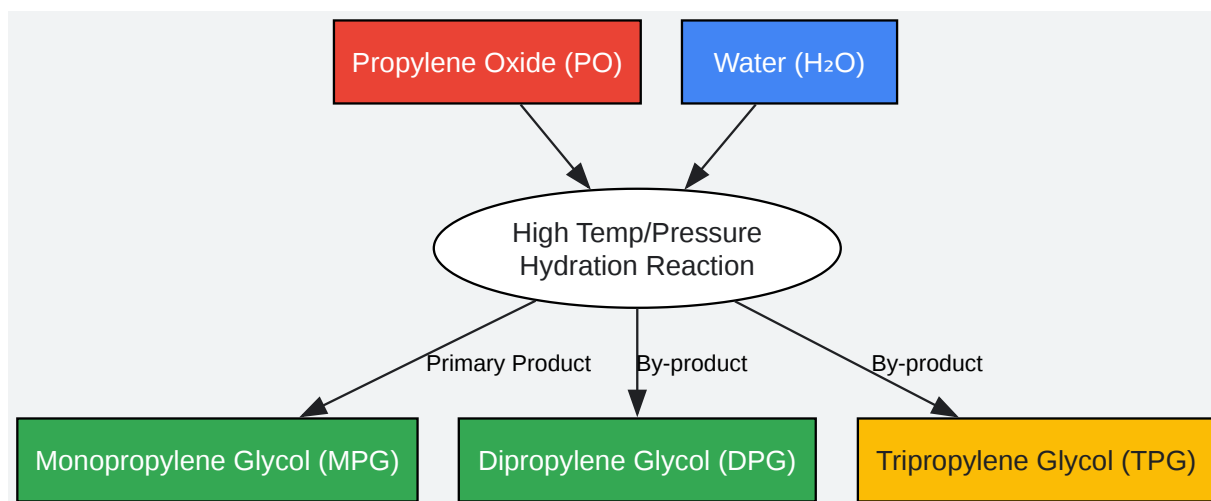 Propylene Oxide (PO)
Water (H₂O)
High Temp/Pressure
Hydration Reaction
Primary Product
By-product
By-product
Monopropylene Glycol (MPG)
Dipropylene Glycol (DPG)
Tripropylene Glycol (TPG)